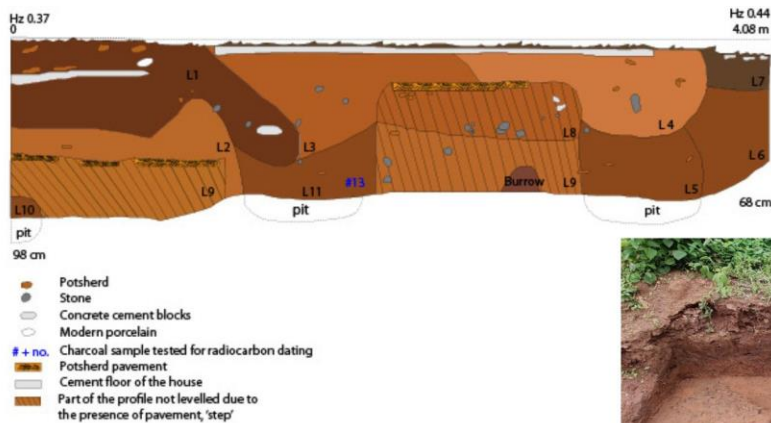 Hz 0.37
0
Hz 0.44
4.08 m
L1
L7
L3
L8
L4
L2
L6
L9
L11
#13
Burrow
L9
L5
L10
pit
pit
pit
68 cm
98 cm
Potsherd
Stone
Concrete cement blocks
Modern porcelain
# + no. Charcoal sample tested for radiocarbon dating
Potsherd pavement
Cement floor of the house
Part of the profile not levelled due to
the presence of pavement, 'step'